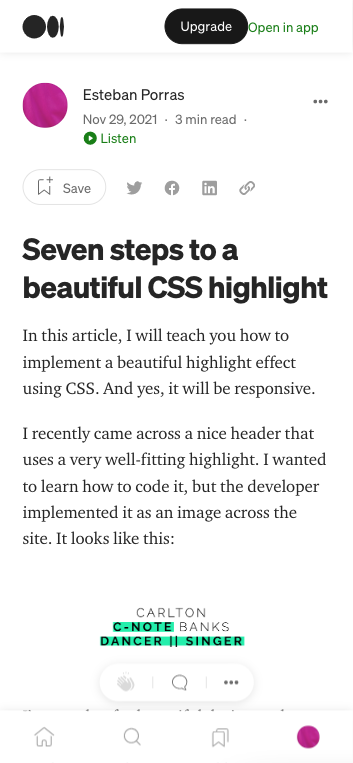 Upgrade Open in app
Esteban Porras
Nov 29, 2021 · 3 min read ·
Listen
Save
Seven steps to a
beautiful CSS highlight
In this article, I will teach you how to
implement a beautiful highlight effect
using CSS. And yes, it will be responsive.
I recently came across a nice header that
uses a very well-fitting highlight. I wanted
to learn how to code it, but the developer
implemented it as an image across the
site. It looks like this:
CARLTON
C-NOTE BANKS
DANCER || SINGER